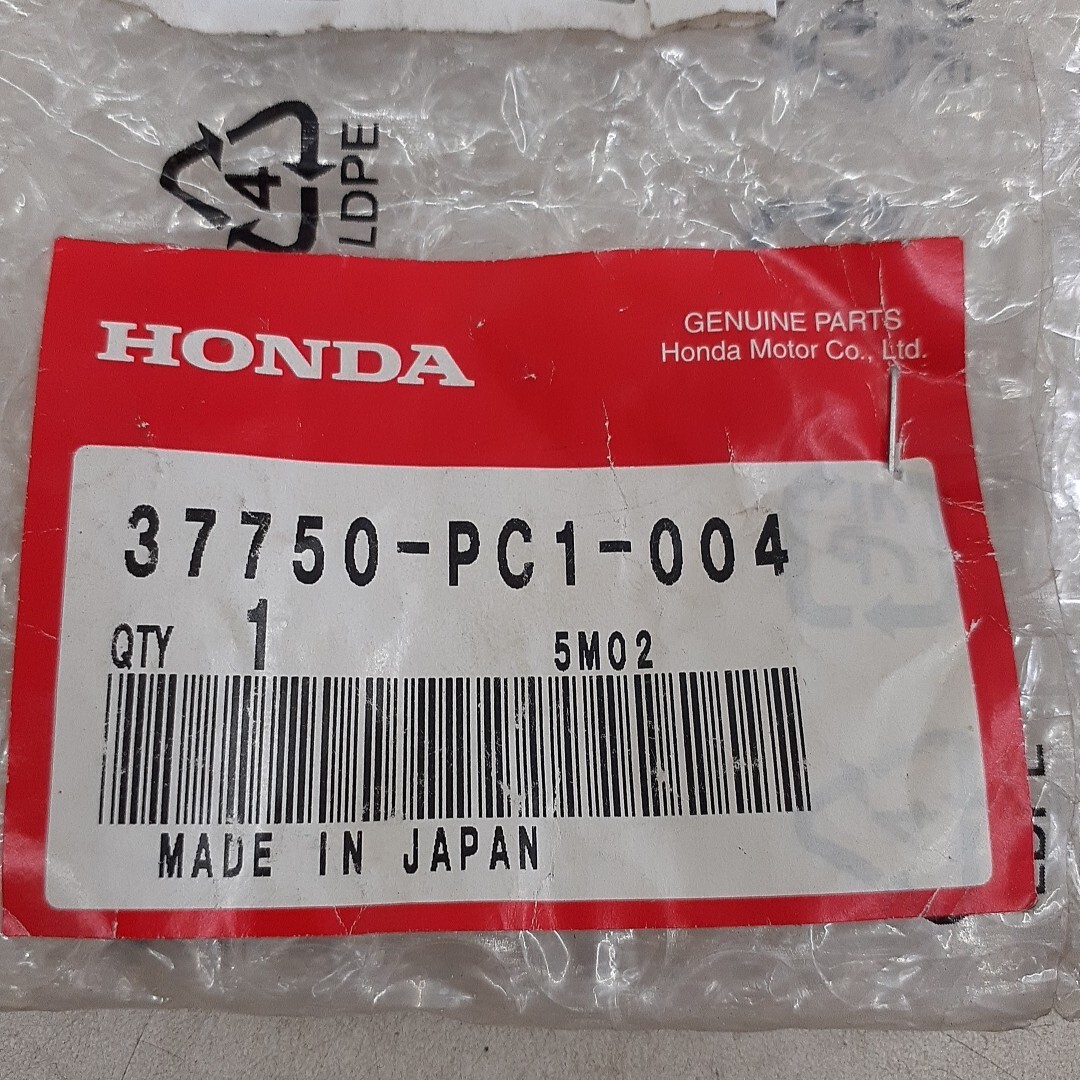 4
LDPE
HONDA
GENUINE PARTS
Honda Motor Co., Ltd.
37750-PC1-004
QTY 1 5M02
MADE IN JAPAN